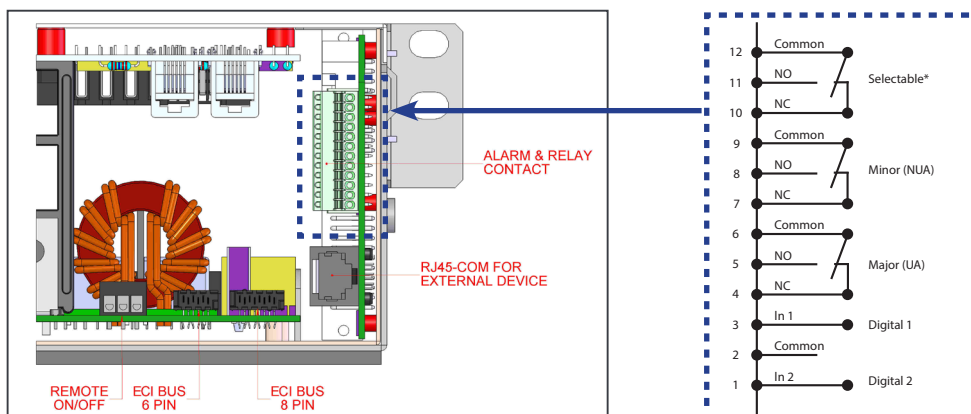 ALARM & RELAY
CONTACT
RJ45-COM FOR
EXTERNAL DEVICE
REMOTE
ON/OFF
ECI BUS
6 PIN
ECI BUS
8 PIN
12 Common
11 NO Selectable*
10 NC
9 Common
8 NO Minor (NUA)
7 NC
6 Common
5 NO Major (UA)
4 NC
3 In 1 Digital 1
2 Common
1 In 2 Digital 2